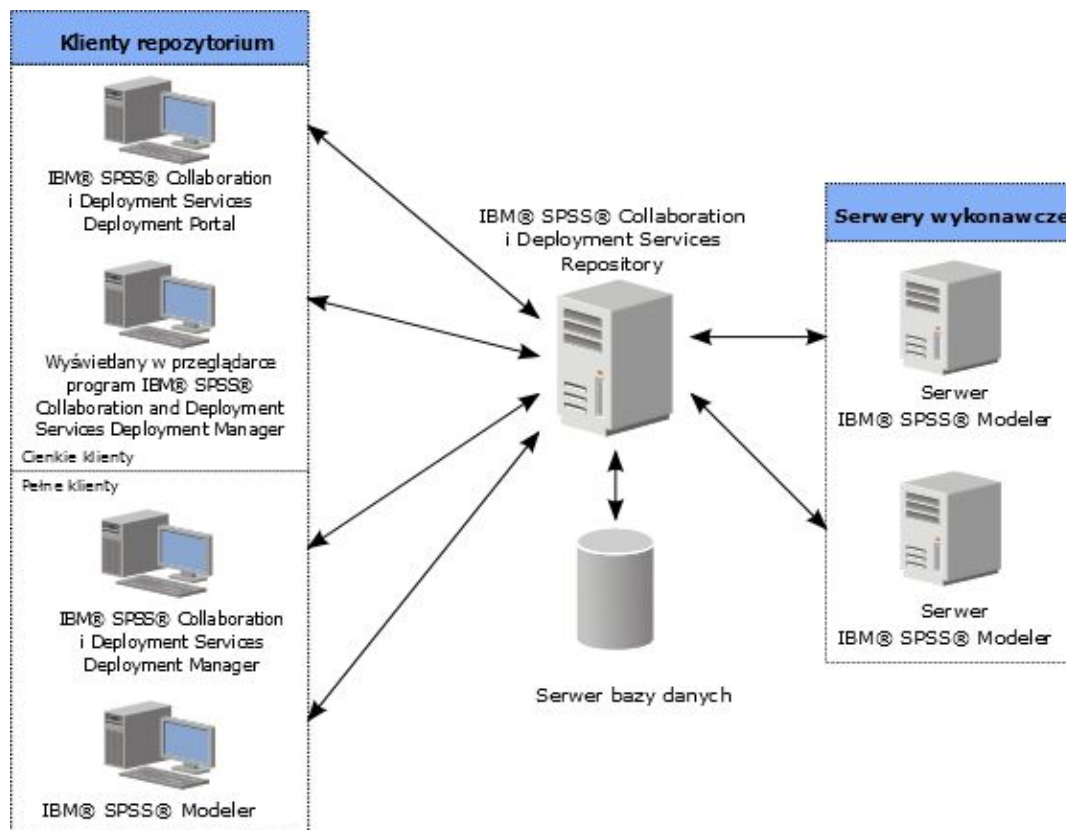 Klienty repozytorium
IBM® SPSS® Collaboration
i Deployment Services
Deployment Portal
Wyświetlany w przeglądarce
program IBM® SPSS®
Collaboration and Deployment
Services Deployment Manager
Cienkie klienty
Pełne klienty
IBM® SPSS® Collaboration
i Deployment Services
Deployment Manager
IBM® SPSS® Modeler
IBM® SPSS® Collaboration
i Deployment Services
Repository
Serwer bazy danych
Serwery wykonawcze
Serwer
IBM® SPSS® Modeler
Serwer
IBM® SPSS® Modeler